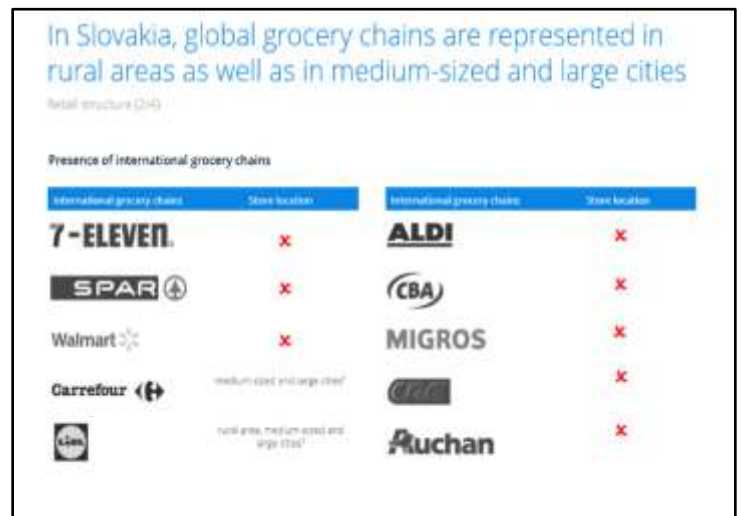 In Slovakia, global grocery chains are represented in
rural areas as well as in medium-sized and large cities
Retail structure (2/4)
Presence of international grocery chains
International grocery chains Store location International grocery chains Store location
7-ELEVEN. x ALDI x
SPAR x CBA x
Walmart x MIGROS x
Carrefour medium-sized and large cities¹ x
rural area, medium-sized and
large cities¹
Lidl Auchan x